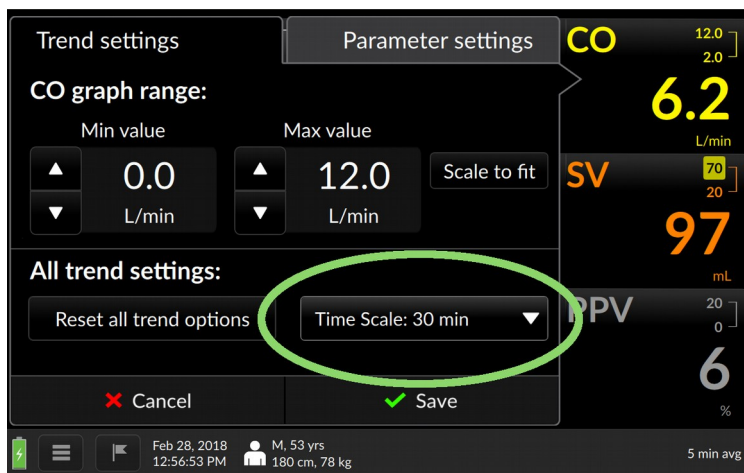 Trend settings
Parameter settings
CO graph range:
Min value
Max value
0.0
L/min
12.0
L/min
Scale to fit
All trend settings:
Reset all trend options
Time Scale: 30 min
Cancel
Save
CO
12.0
2.0
6.2
L/min
SV
70
20
97
mL
PPV
20
0
6
%
Feb 28, 2018
12:56:53 PM
M, 53 yrs
180 cm, 78 kg
5 min avg